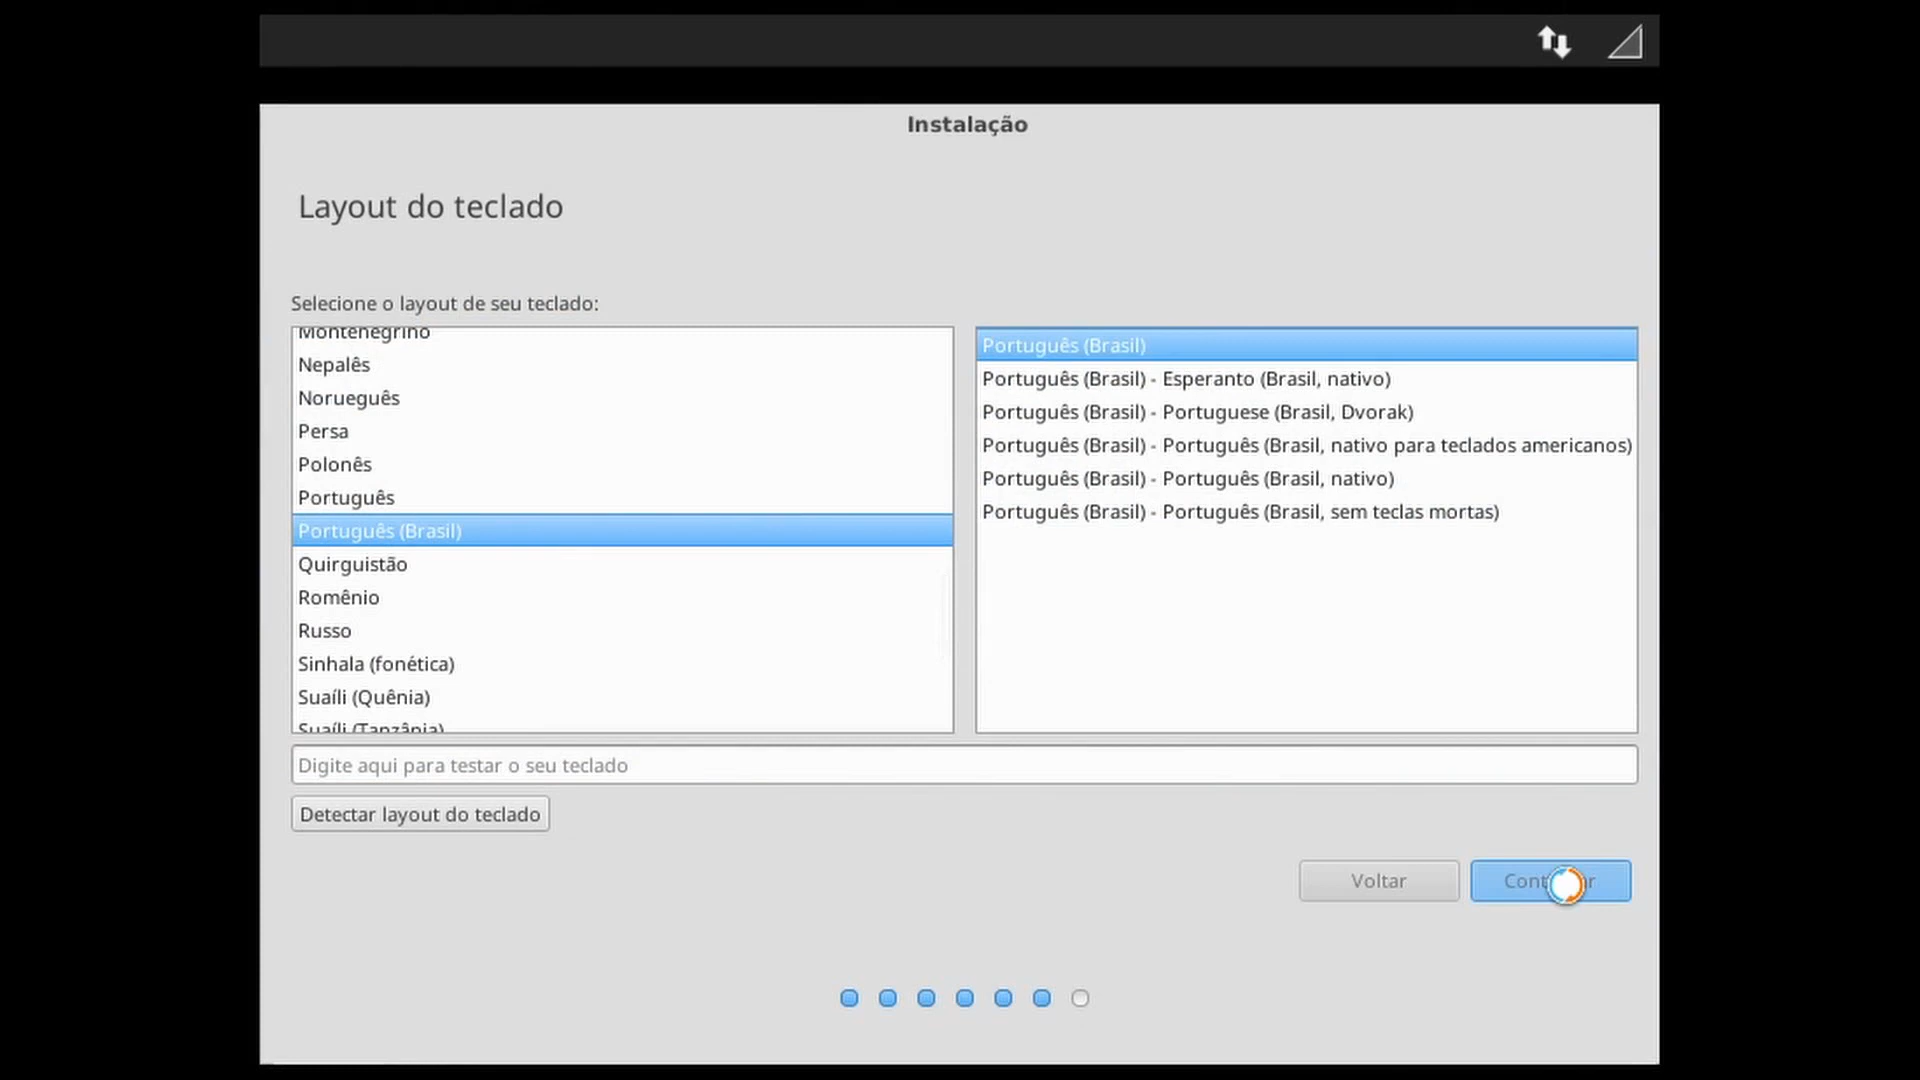 Instalação
Layout do teclado
Selecione o layout de seu teclado:
Montenegrino
Nepalês
Norueguês
Persa
Polonês
Português
Português (Brasil)
Quirguistão
Romênio
Russo
Sinhala (fonética)
Suaíli (Quênia)
Suaíli (Tanzânia)
Português (Brasil)
Português (Brasil) - Esperanto (Brasil, nativo)
Português (Brasil) - Portuguese (Brasil, Dvorak)
Português (Brasil) - Português (Brasil, nativo para teclados americanos)
Português (Brasil) - Português (Brasil, nativo)
Português (Brasil) - Português (Brasil, sem teclas mortas)
Digite aqui para testar o seu teclado
Detectar layout do teclado
Voltar